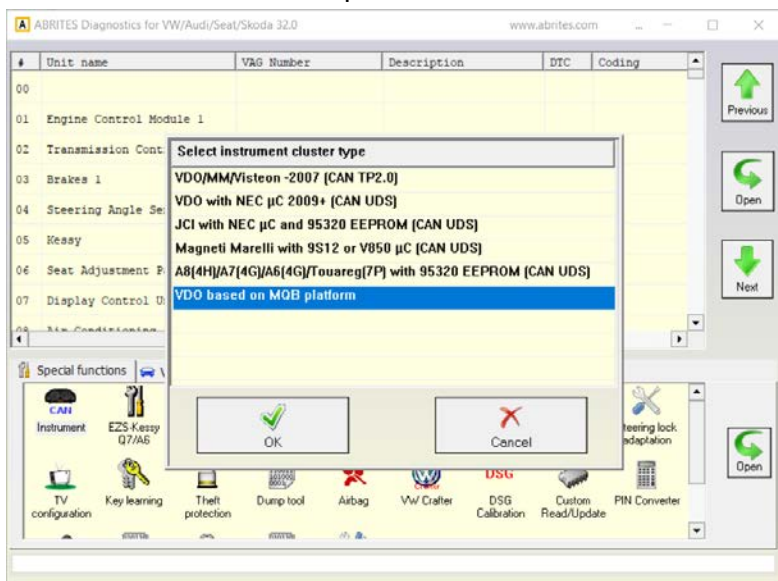 ABRITES Diagnostics for VW/Audi/Seat/Skoda 32.0
www.abrites.com
# Unit name VAG Number Description DTC Coding
00
01 Engine Control Module 1
02 Transmission Cont
03 Brakes 1
04 Steering Angle Se
05 Kessy
06 Seat Adjustment P
07 Display Control U
08 Air Conditioning
Previous
Open
Next
Select instrument cluster type
VDO/MM/Visteon -2007 (CAN TP2.0)
VDO with NEC µC 2009+ (CAN UDS)
JCI with NEC µC and 95320 EEPROM (CAN UDS)
Magneti Marelli with 9S12 or V850 µC (CAN UDS)
A8(4H)/A7(4G)/A6(4G)/Touareg(7P) with 95320 EEPROM (CAN UDS)
VDO based on MQB platform
OK
Cancel
Special functions
CAN
Instrument
EZS-Kessy
Q7/A6
teering lock
adaptation
TV
configuration
Key learning
Theft
protection
Dump tool
Airbag
Crafter
VW Crafter
DSG
DSG
Calibration
Custom
Read/Update
PIN Converter
Open